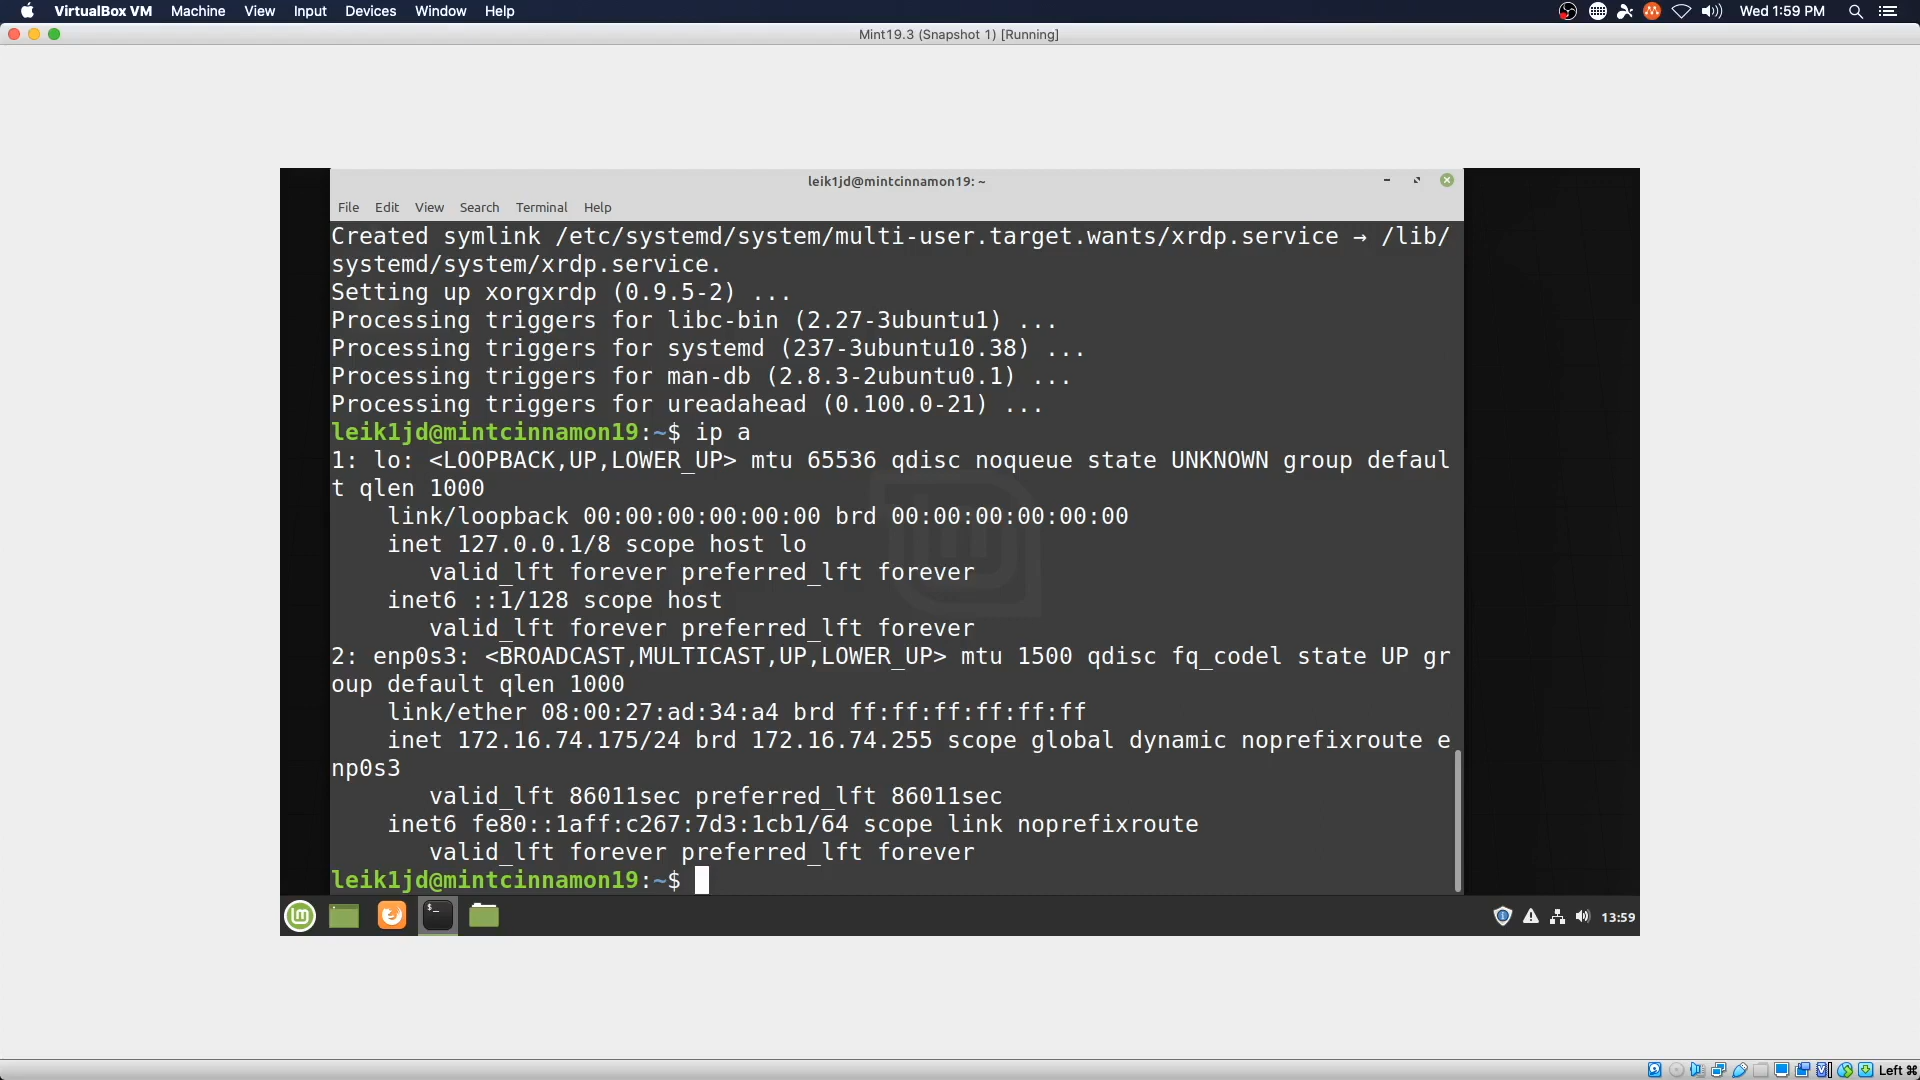 VirtualBox VM Machine View Input Devices Window Help Wed 1:59 PM
Mint19.3 (Snapshot 1) [Running]
leik1jd@mintcinnamon19: ~
File Edit View Search Terminal Help
Created symlink /etc/systemd/system/multi-user.target.wants/xrdp.service → /lib/
systemd/system/xrdp.service.
Setting up xorgxrdp (0.9.5-2) ...
Processing triggers for libc-bin (2.27-3ubuntu1) ...
Processing triggers for systemd (237-3ubuntu10.38) ...
Processing triggers for man-db (2.8.3-2ubuntu0.1) ...
Processing triggers for ureadahead (0.100.0-21) ...
leik1jd@mintcinnamon19:~$ ip a
1: lo: <LOOPBACK,UP,LOWER_UP> mtu 65536 qdisc noqueue state UNKNOWN group defaul
t qlen 1000
    link/loopback 00:00:00:00:00:00 brd 00:00:00:00:00:00
    inet 127.0.0.1/8 scope host lo
       valid_lft forever preferred_lft forever
    inet6 ::1/128 scope host
       valid_lft forever preferred_lft forever
2: enp0s3: <BROADCAST,MULTICAST,UP,LOWER_UP> mtu 1500 qdisc fq_codel state UP gr
oup default qlen 1000
    link/ether 08:00:27:ad:34:a4 brd ff:ff:ff:ff:ff:ff
    inet 172.16.74.175/24 brd 172.16.74.255 scope global dynamic noprefixroute e
np0s3
       valid_lft 86011sec preferred_lft 86011sec
    inet6 fe80::1aff:c267:7d3:1cb1/64 scope link noprefixroute
       valid_lft forever preferred_lft forever
leik1jd@mintcinnamon19:~$
13:59
Left ⌘